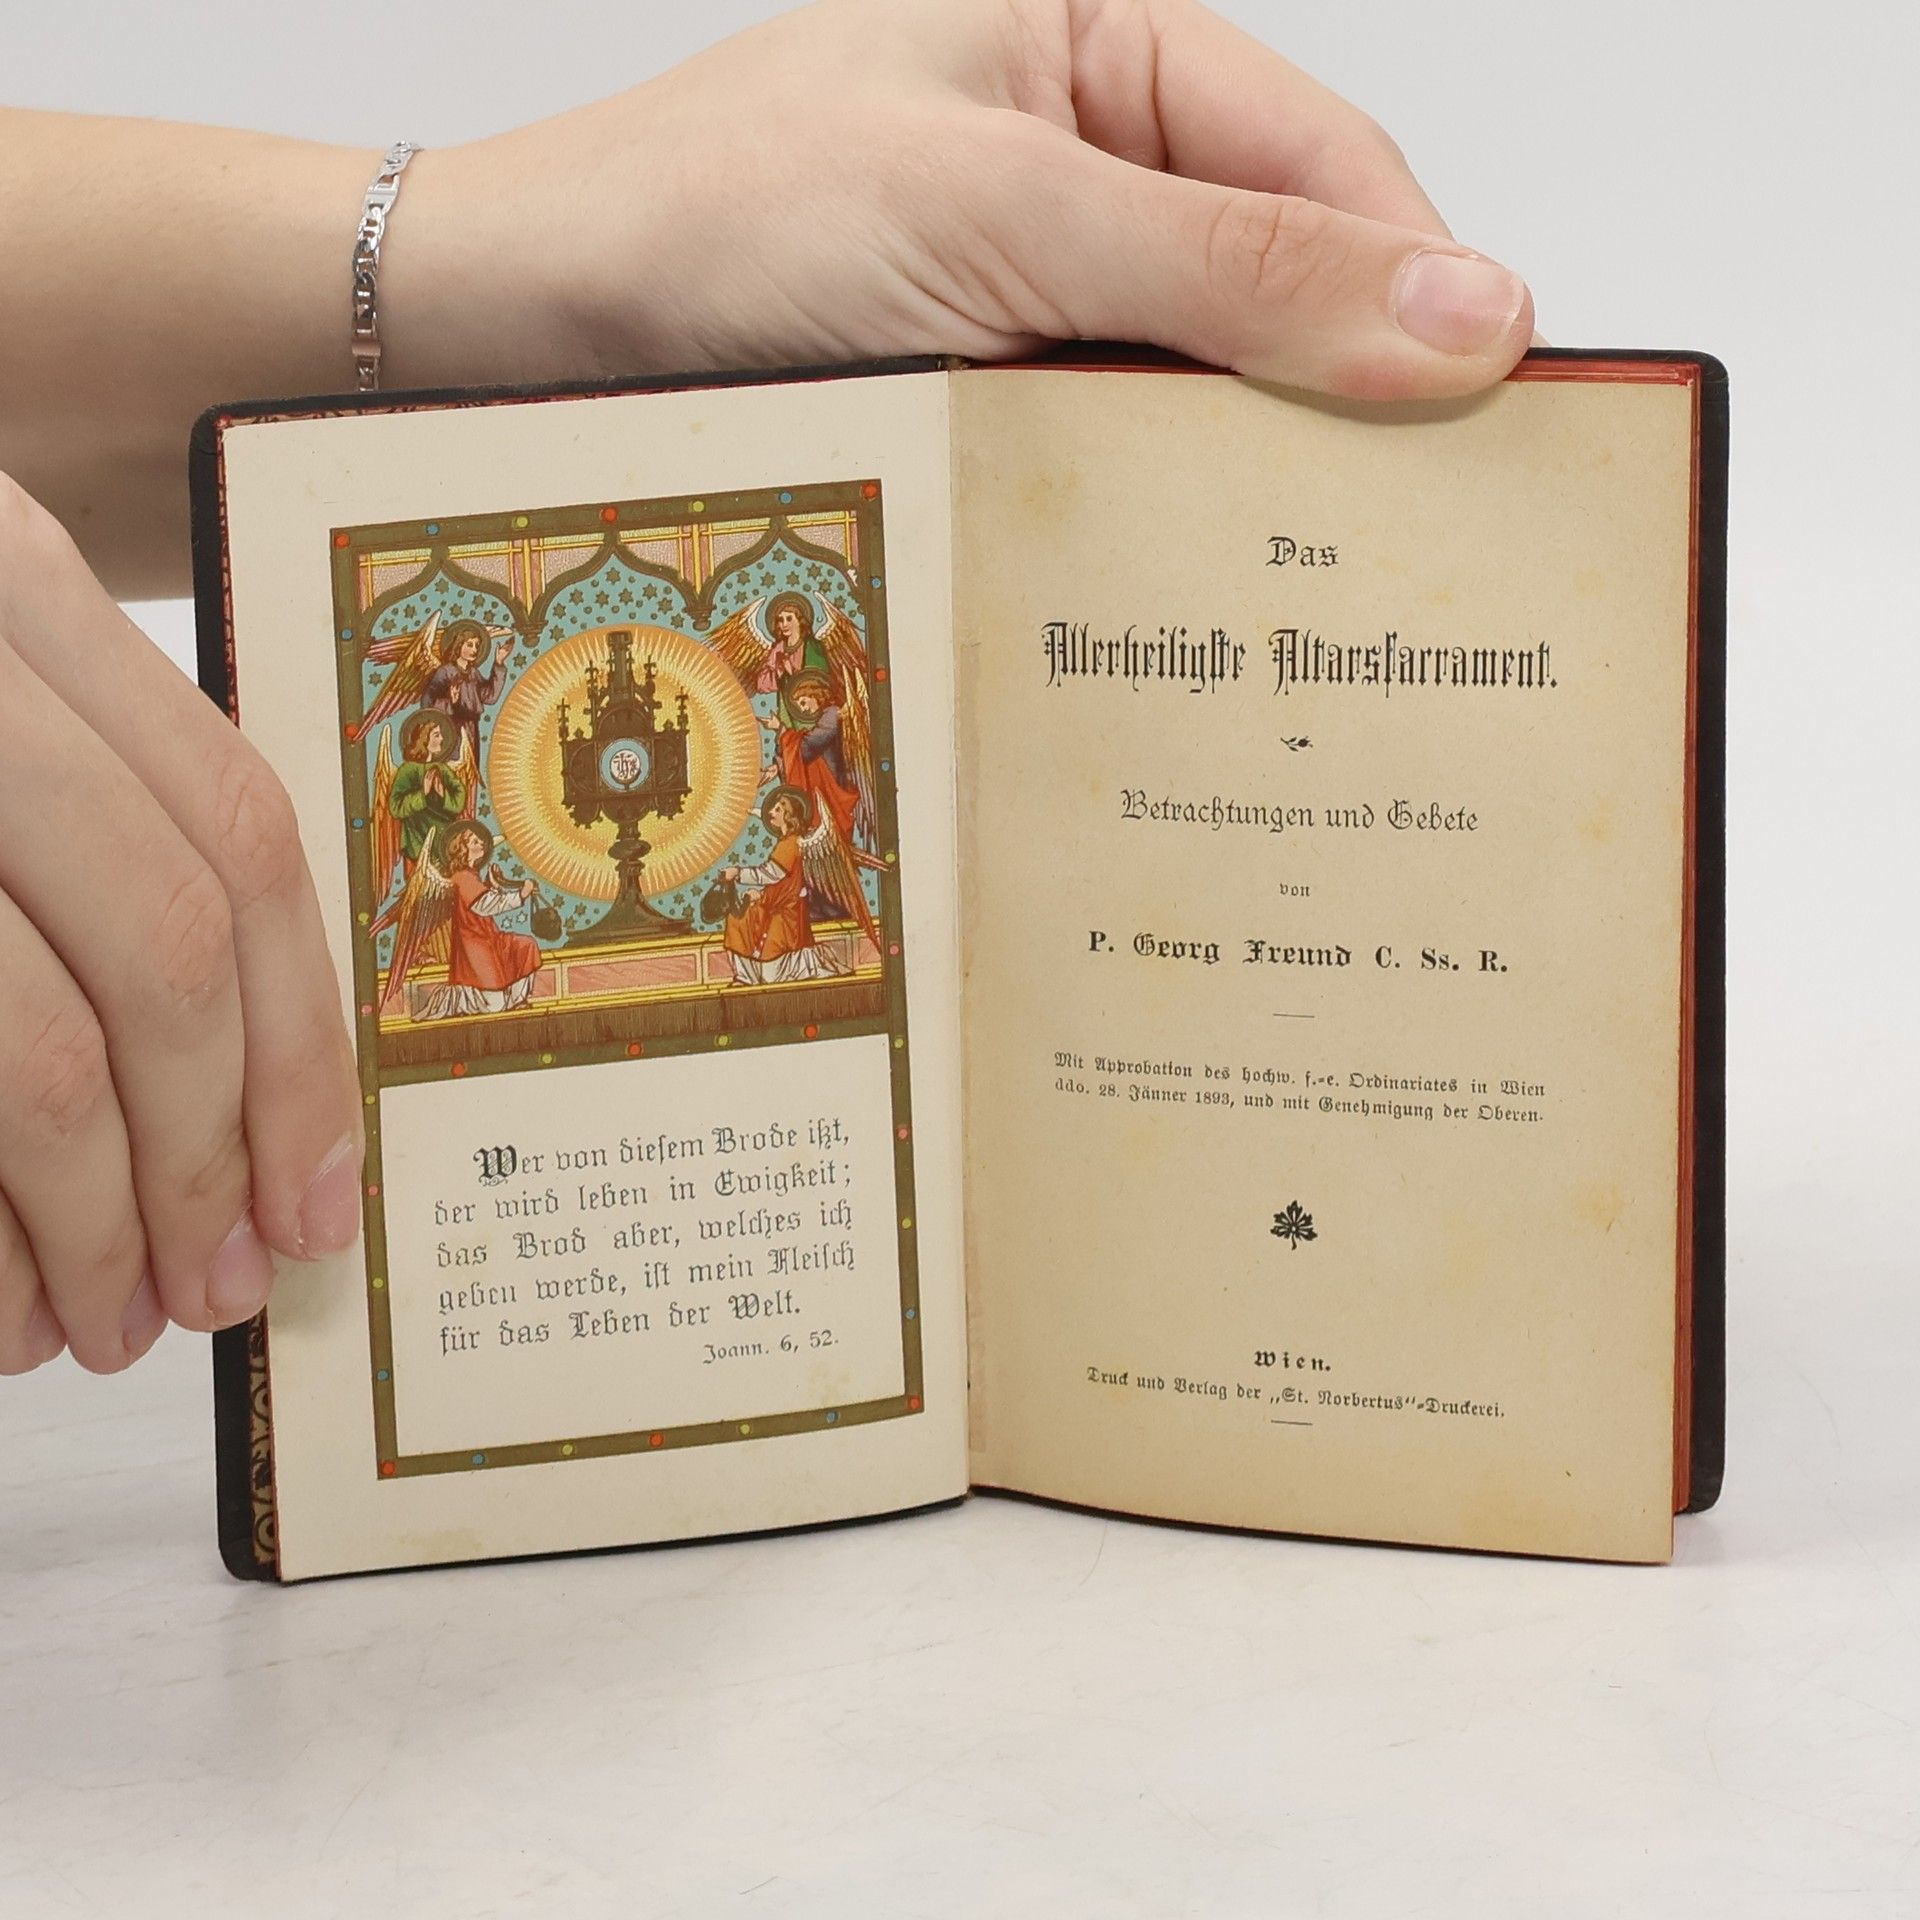 Wer von diesem Brode ißt,
der wird leben in Ewigkeit;
das Brod aber, welches ich
geben werde, ist mein Fleisch
für das Leben der Welt.
Joann. 6, 52.
Das
Allerheiligste Altarssacrament.
Betrachtungen und Gebete
von
P. Georg Freund C. Ss. R.
Mit Approbation des hochw. f.-e. Ordinariates in Wien
ddo. 28. Jänner 1893, und mit Genehmigung der Oberen.
Wien.
Druck und Verlag der „St. Norbertus“-Druckerei.